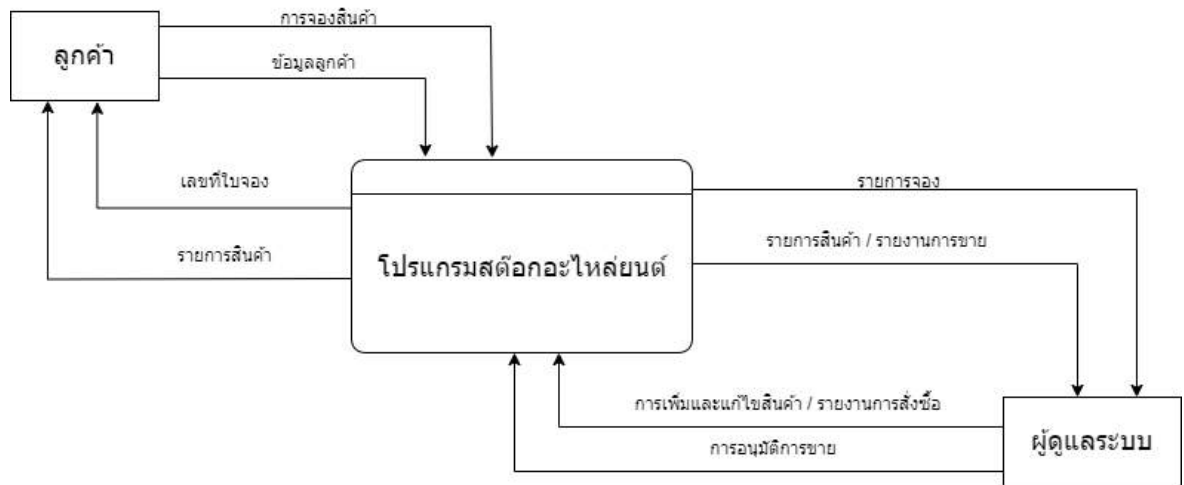 การจองสินค้า
ลูกค้า
ข้อมูลลูกค้า
เลขที่ใบจอง
รายการจอง
รายการสินค้า
รายการสินค้า / รายงานการขาย
โปรแกรมสต๊อกอะไหล่ยนต์
การเพิ่มและแก้ไขสินค้า / รายงานการสั่งซื้อ
การอนุมัติการขาย
ผู้ดูแลระบบ